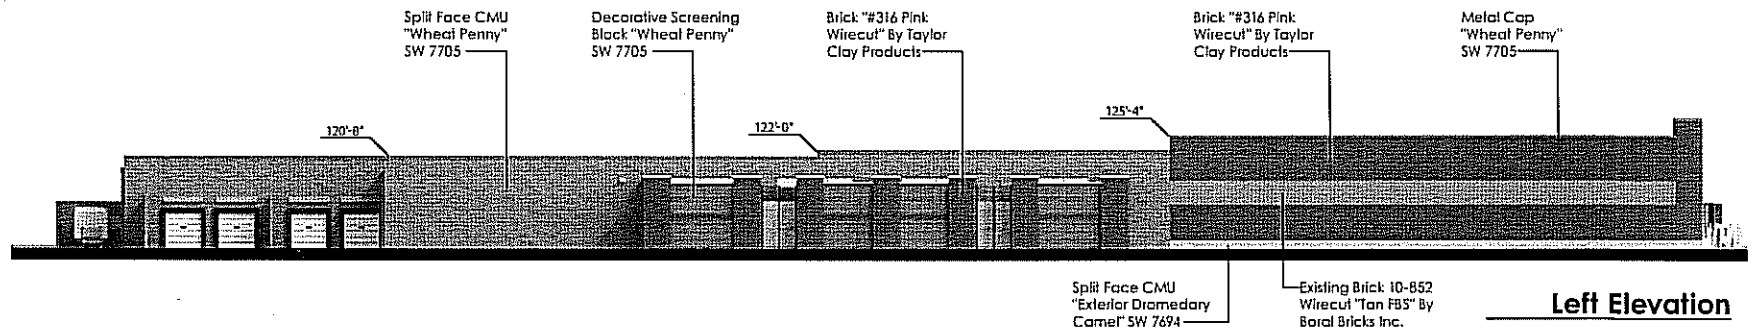 Split Face CMU
"Wheat Penny"
SW 7705
Decorative Screening
Block "Wheat Penny"
SW 7705
Brick "#316 Pink
Wirecut" By Taylor
Clay Products
Brick "#316 Pink
Wirecut" By Taylor
Clay Products
Metal Cap
"Wheat Penny"
SW 7705
120'-8"
122'-0"
125'-4"
Split Face CMU
"Exterior Dromedary
Camel" SW 7694
Existing Brick 10-852
Wirecut "Tan FBS" By
Boral Bricks Inc.
Left Elevation